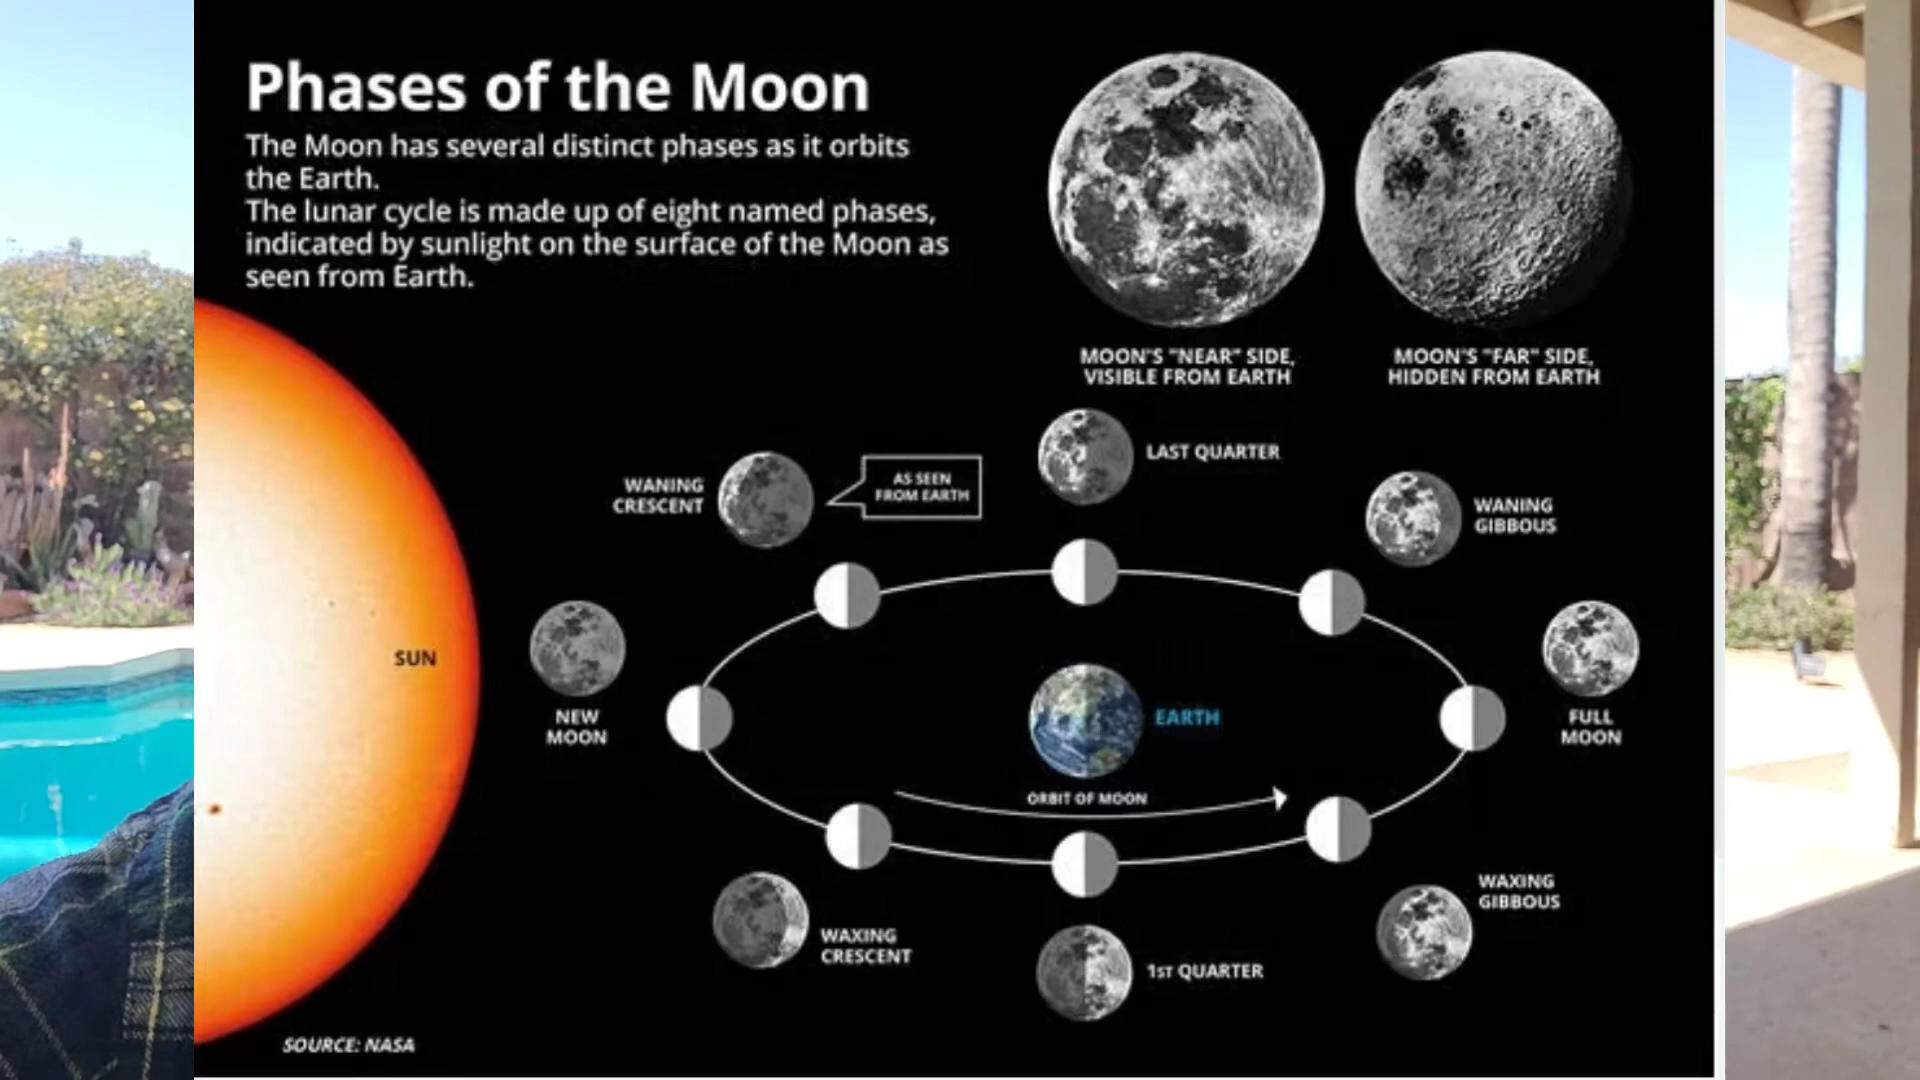 Phases of the Moon
The Moon has several distinct phases as it orbits
the Earth.
The lunar cycle is made up of eight named phases,
indicated by sunlight on the surface of the Moon as
seen from Earth.
MOON'S "NEAR" SIDE,
VISIBLE FROM EARTH
MOON'S "FAR" SIDE,
HIDDEN FROM EARTH
WANING
CRESCENT
AS SEEN
FROM EARTH
LAST QUARTER
WANING
GIBBOUS
SUN
NEW
MOON
EARTH
FULL
MOON
ORBIT OF MOON
WAXING
CRESCENT
1ST QUARTER
WAXING
GIBBOUS
SOURCE: NASA